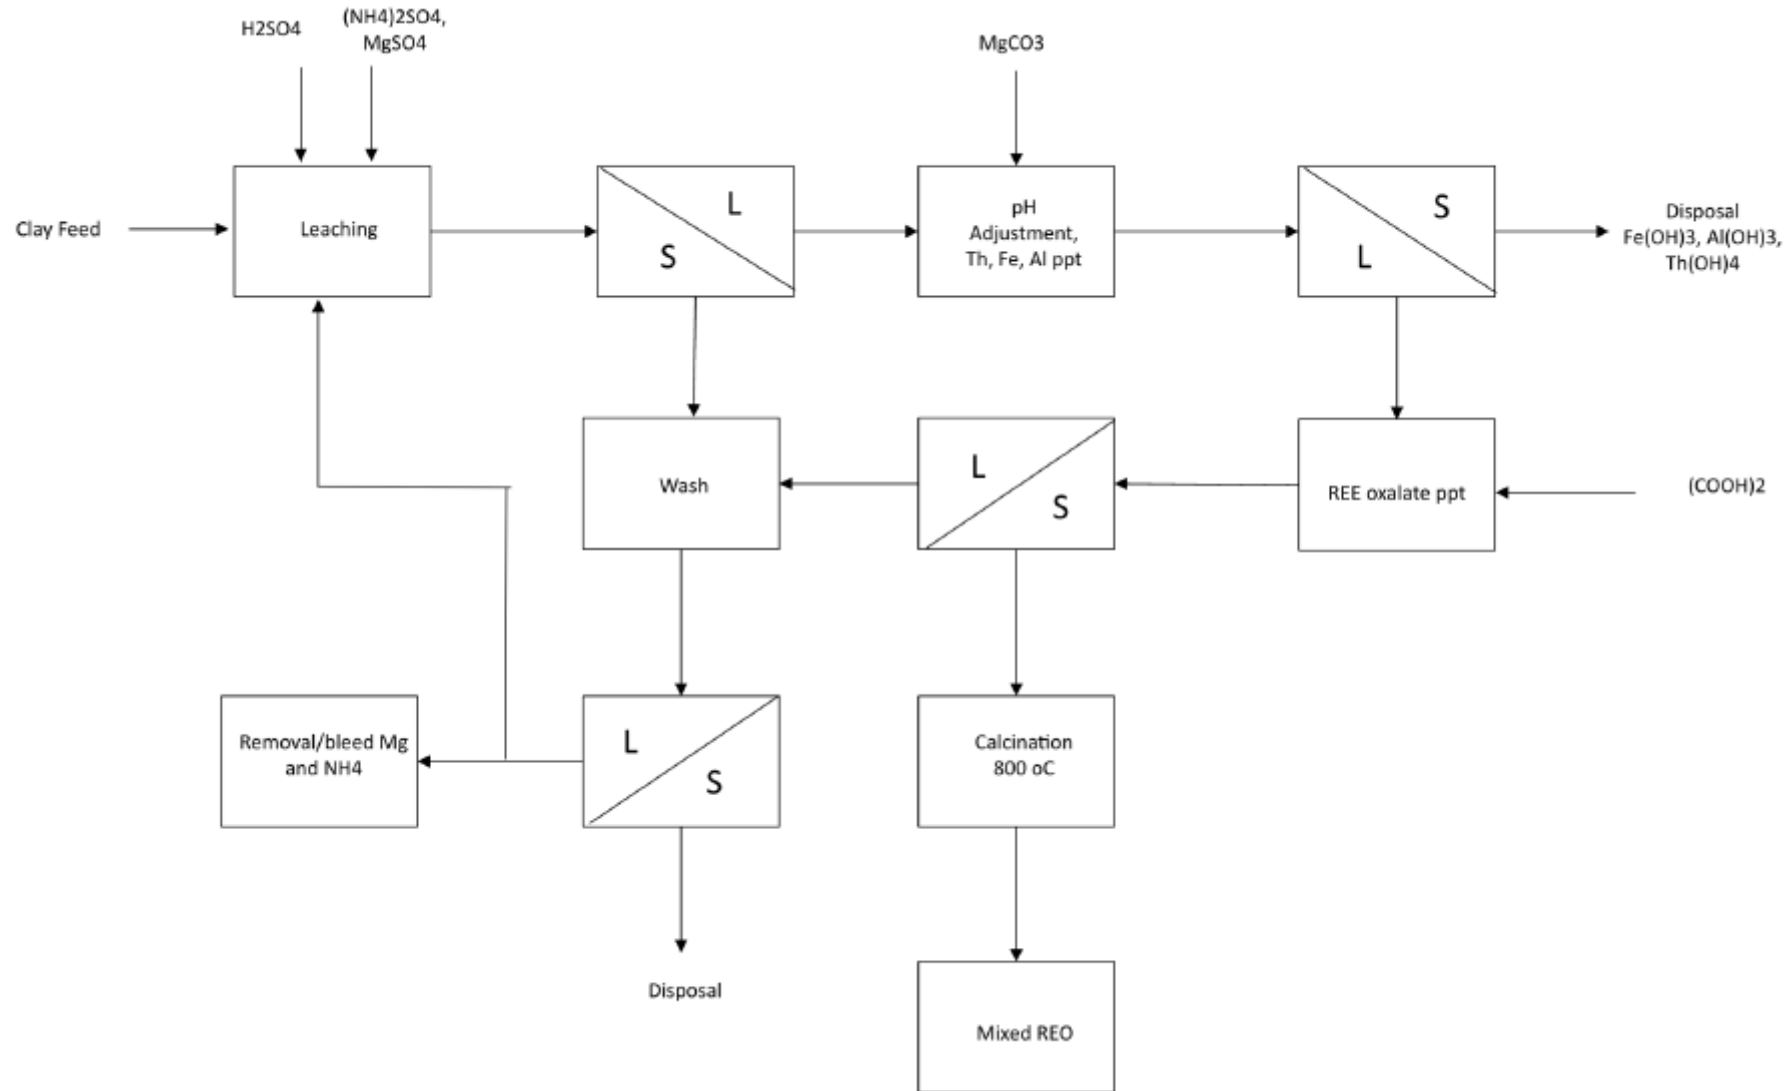 H2SO4
(NH4)2SO4,
MgSO4
MgCO3
Clay Feed
Leaching
L
S
pH
Adjustment,
Th, Fe, Al ppt
S
L
Disposal
Fe(OH)3, Al(OH)3,
Th(OH)4
Wash
L
S
REE oxalate ppt
(COOH)2
Removal/bleed Mg
and NH4
L
S
Calcination
800 oC
Disposal
Mixed REO